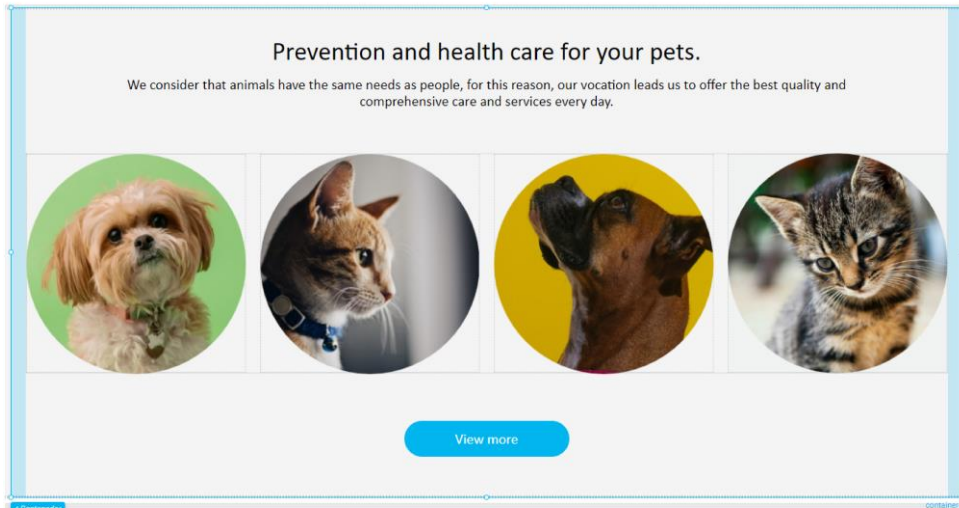 Prevention and health care for your pets.
We consider that animals have the same needs as people, for this reason, our vocation leads us to offer the best quality and
comprehensive care and services every day.
View more
container